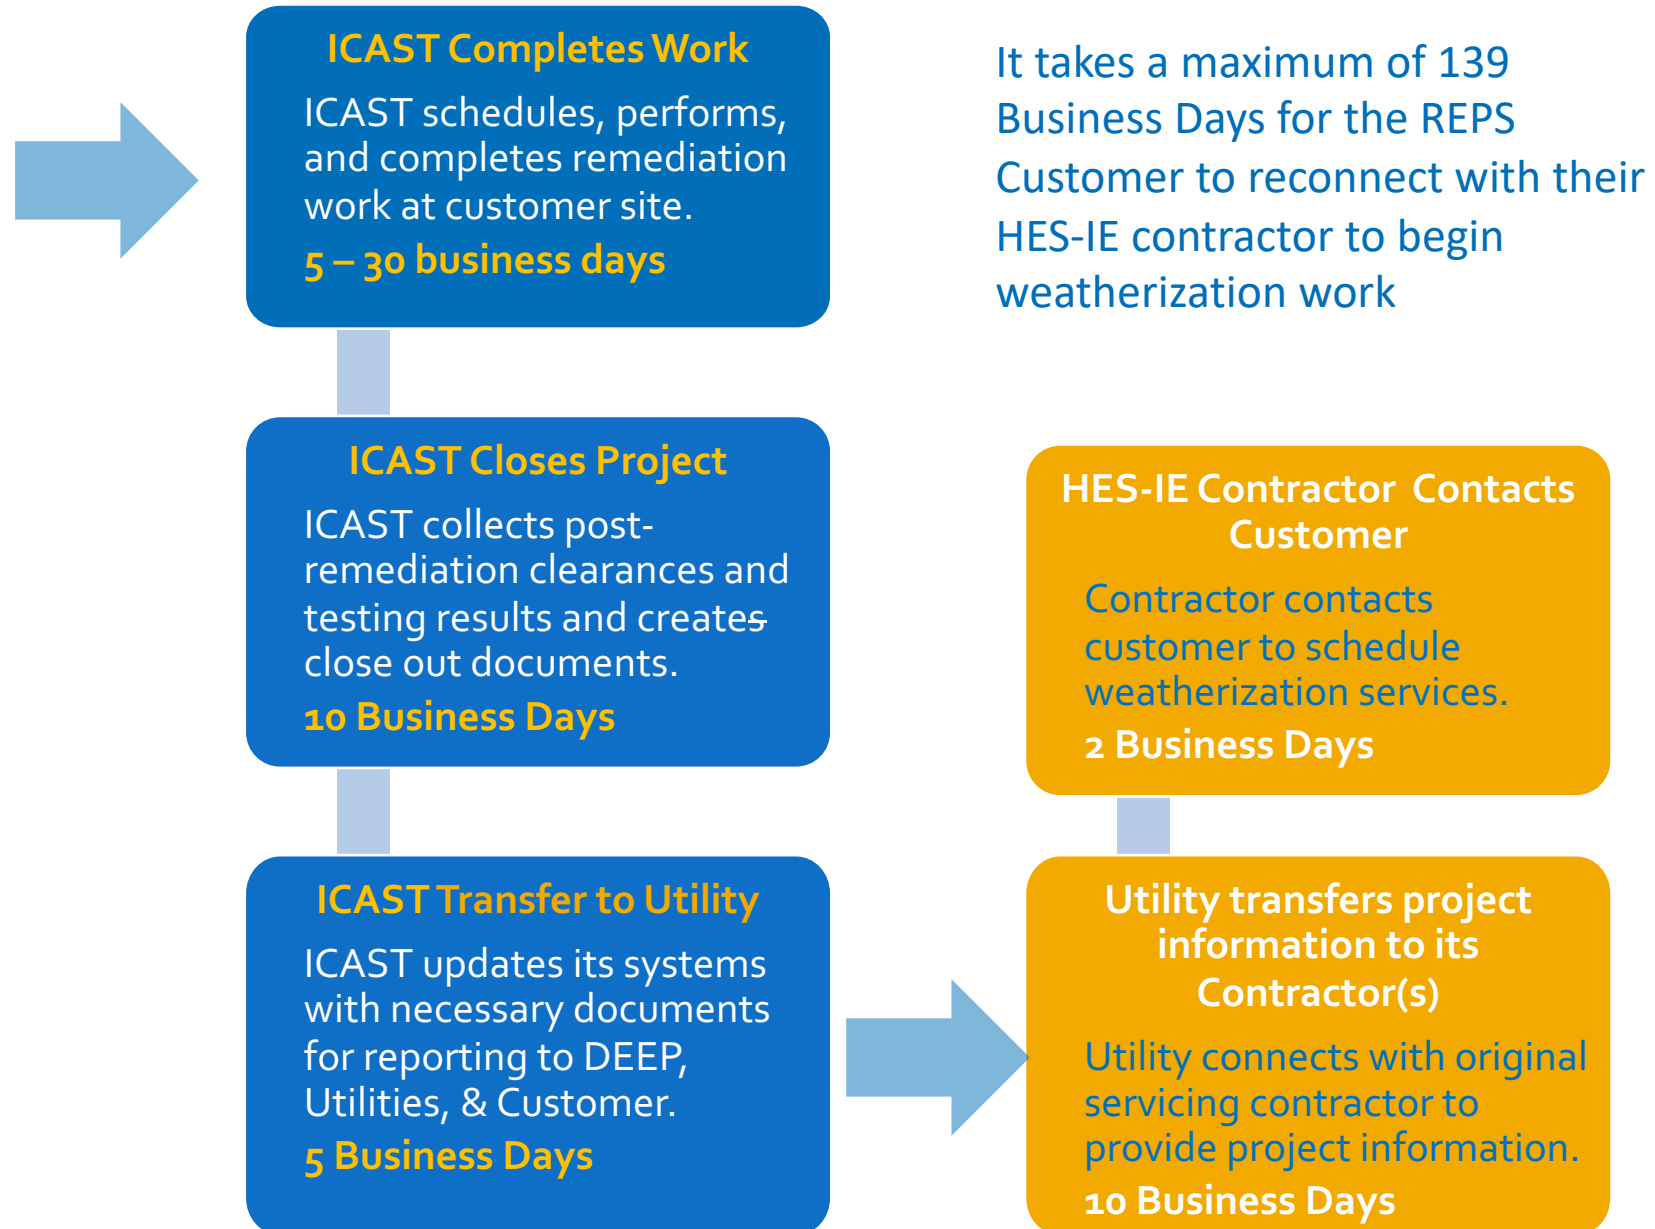 ICAST Completes Work
ICAST schedules, performs,
and completes remediation
work at customer site.
5 – 30 business days
It takes a maximum of 139
Business Days for the REPS
Customer to reconnect with their
HES-IE contractor to begin
weatherization work
ICAST Closes Project
ICAST collects post-
remediation clearances and
testing results and creates
close out documents.
10 Business Days
ICAST Transfer to Utility
ICAST updates its systems
with necessary documents
for reporting to DEEP,
Utilities, & Customer.
5 Business Days
HES-IE Contractor  Contacts
Customer
Contractor contacts
customer to schedule
weatherization services.
2 Business Days
Utility transfers project
information to its
Contractor(s)
Utility connects with original
servicing contractor to
provide project information.
10 Business Days